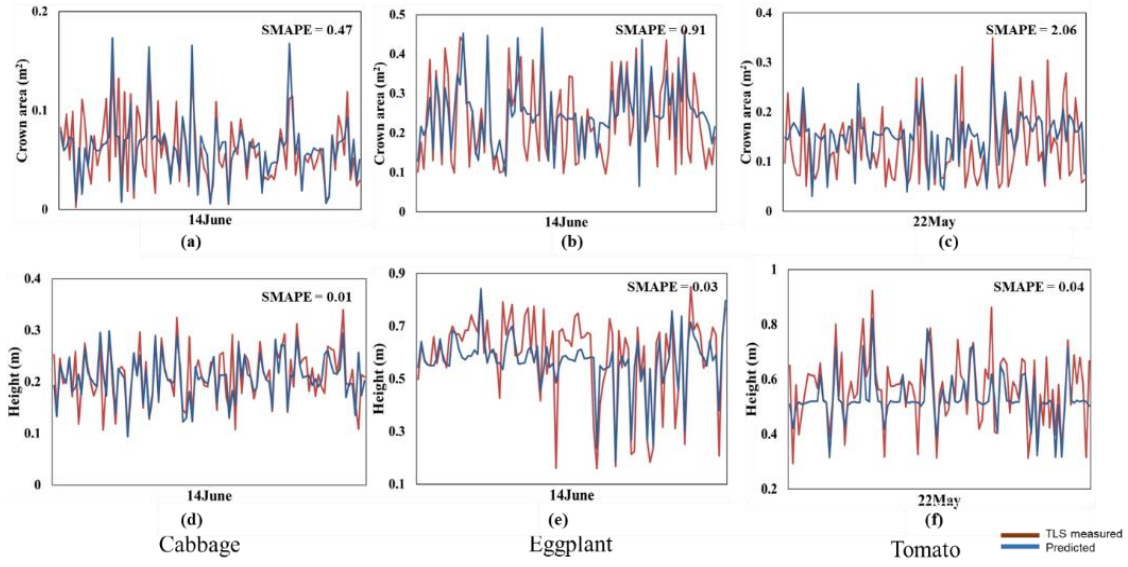 0.2
SMAPE = 0.47
Crown area (m²)
0.1
0
14June
(a)
0.5
SMAPE = 0.91
Crown area (m²)
0.4
0.3
0.2
0.1
0
14June
(b)
0.4
SMAPE = 2.06
Crown area (m²)
0.3
0.2
0.1
0
22May
(c)
0.4
SMAPE = 0.01
Height (m)
0.3
0.2
0.1
0
14June
(d)
Cabbage
0.9
SMAPE = 0.03
Height (m)
0.7
0.5
0.3
0.1
14June
(e)
Eggplant
1
SMAPE = 0.04
Height (m)
0.8
0.6
0.4
0.2
22May
(f)
Tomato
TLS measured
Predicted